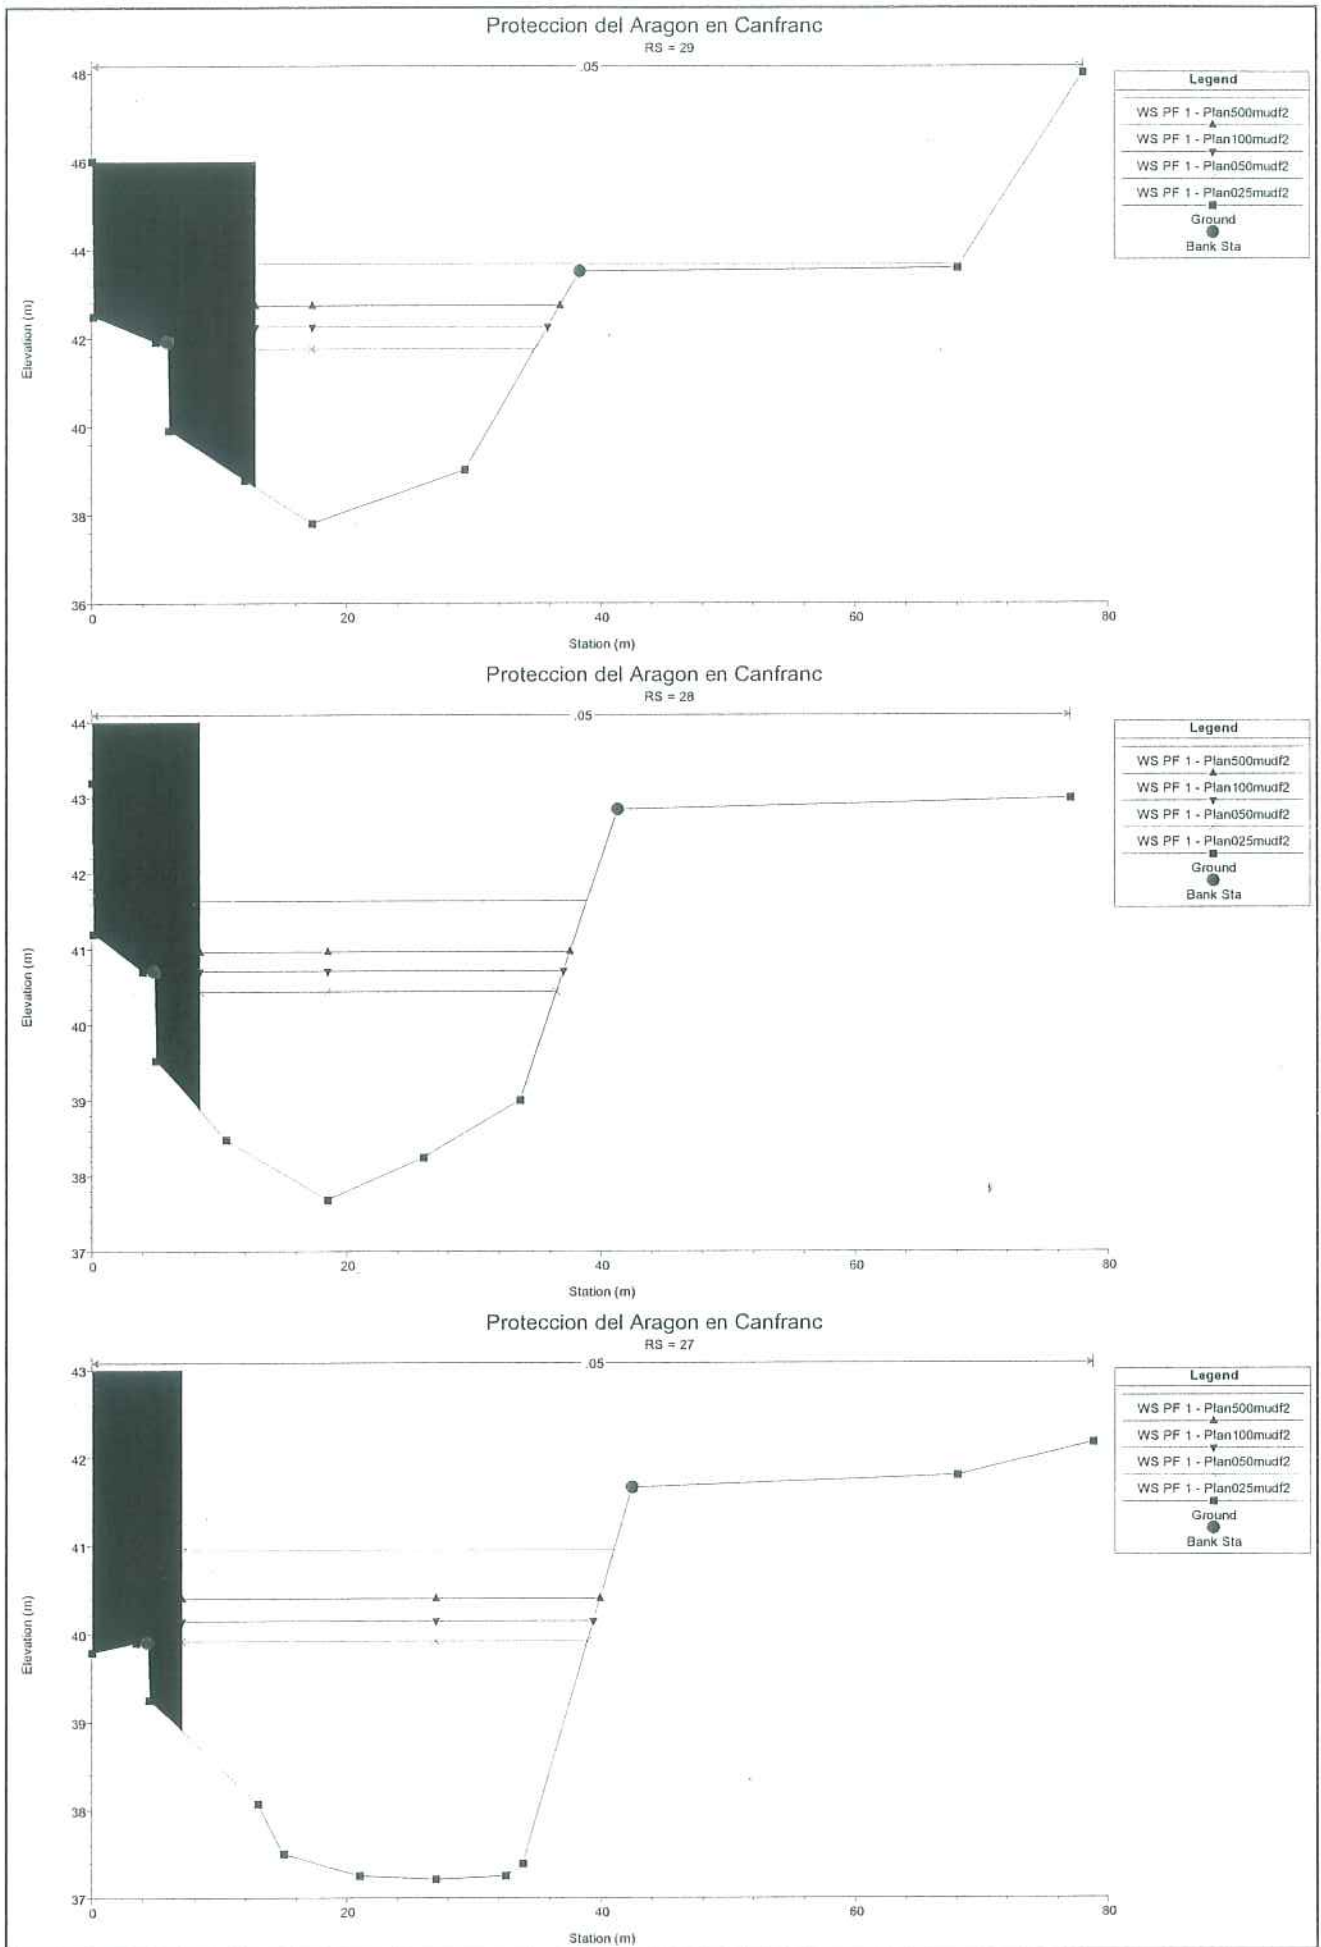 Proteccion del Aragon en Canfranc
RS = 29
.05
48
46
44
42
40
38
36
Elevation (m)
0
20
40
60
80
Station (m)
Legend
WS PF 1 - Plan500mudf2
WS PF 1 - Plan100mudf2
WS PF 1 - Plan050mudf2
WS PF 1 - Plan025mudf2
Ground
Bank Sta
Proteccion del Aragon en Canfranc
RS = 28
.05
44
43
42
41
40
39
38
37
Elevation (m)
0
20
40
60
80
Station (m)
Legend
WS PF 1 - Plan500mudf2
WS PF 1 - Plan100mudf2
WS PF 1 - Plan050mudf2
WS PF 1 - Plan025mudf2
Ground
Bank Sta
Proteccion del Aragon en Canfranc
RS = 27
.05
43
42
41
40
39
38
37
Elevation (m)
0
20
40
60
80
Station (m)
Legend
WS PF 1 - Plan500mudf2
WS PF 1 - Plan100mudf2
WS PF 1 - Plan050mudf2
WS PF 1 - Plan025mudf2
Ground
Bank Sta